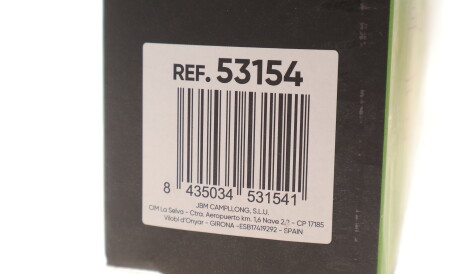 REF. 53154
8 435034 531541
JBM CAMPLLONG, S.L.U.
CIM La Selva - Ctra. Aeropuerto km. 1,6 Nave 2.2 - CP 17185
Vilobí d'Onyar - GIRONA - ESB17419292 - SPAIN